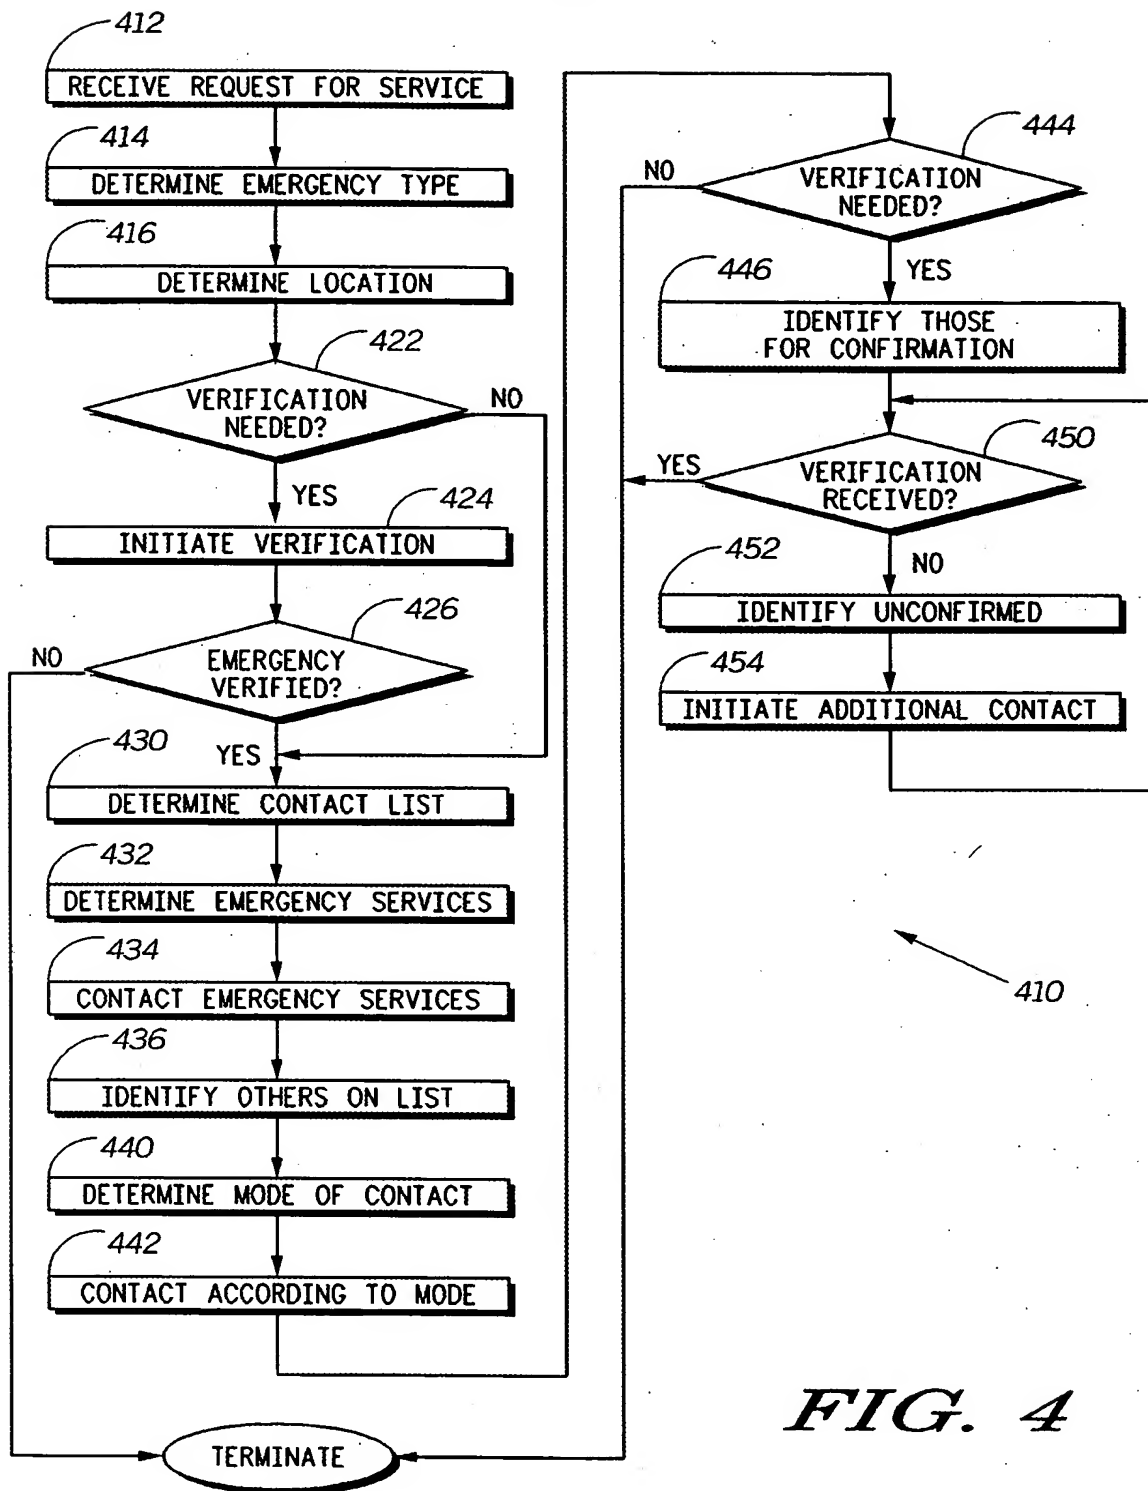 412
RECEIVE REQUEST FOR SERVICE
414
DETERMINE EMERGENCY TYPE
416
DETERMINE LOCATION
422
VERIFICATION
NEEDED?
NO
YES
424
INITIATE VERIFICATION
426
EMERGENCY
VERIFIED?
NO
YES
430
DETERMINE CONTACT LIST
432
DETERMINE EMERGENCY SERVICES
434
CONTACT EMERGENCY SERVICES
436
IDENTIFY OTHERS ON LIST
440
DETERMINE MODE OF CONTACT
442
CONTACT ACCORDING TO MODE
TERMINATE
444
VERIFICATION
NEEDED?
NO
YES
446
IDENTIFY THOSE
FOR CONFIRMATION
450
VERIFICATION
RECEIVED?
YES
NO
452
IDENTIFY UNCONFIRMED
454
INITIATE ADDITIONAL CONTACT
410
FIG. 4